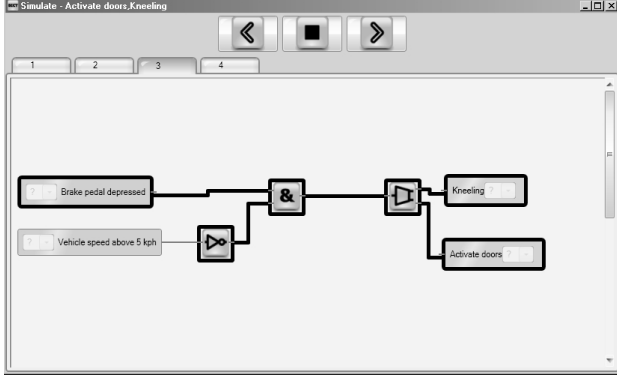 Simulate - Activate doors,Kneeling
1
2
3
4
? - Brake pedal depressed
&
Kneeling ? -
? - Vehicle speed above 5 kph
Activate doors ? -